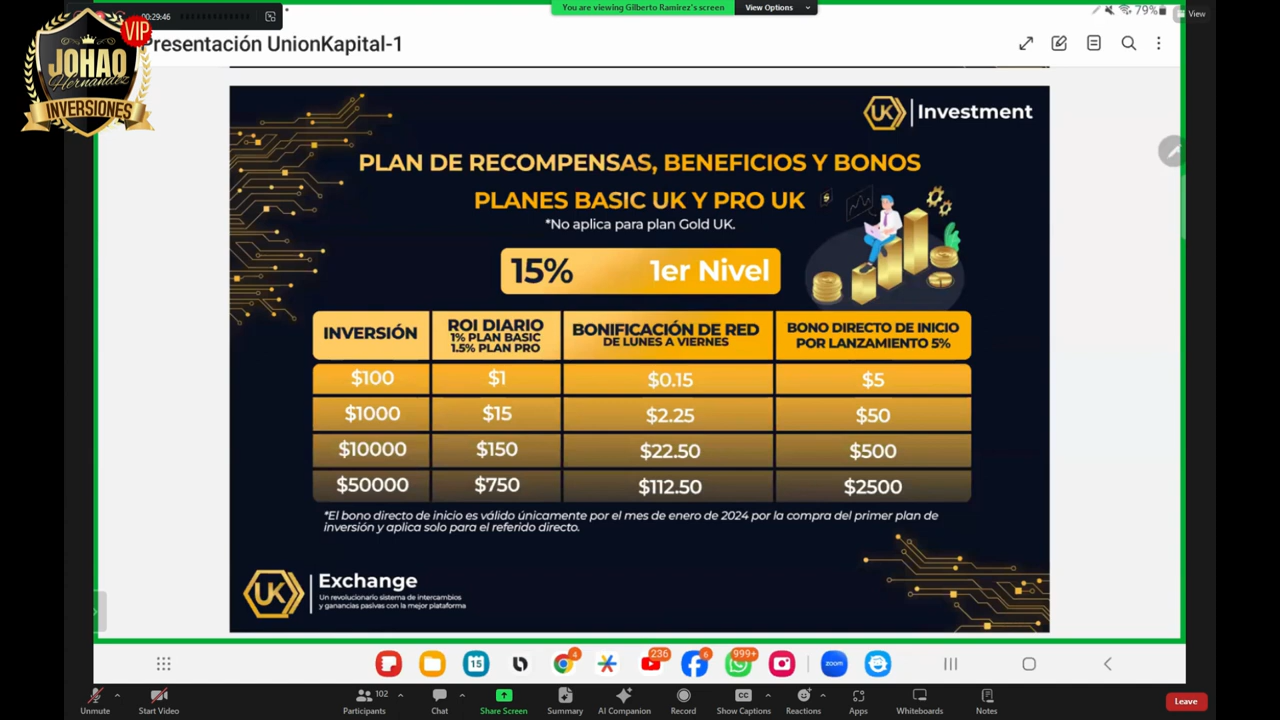 00:29:46
You are viewing Gilberto Ramirez's screen
View Options
79%
View
VIP
JOHAO
Hernandez
INVERSIONES
Presentación UnionKapital-1
UK Investment
PLAN DE RECOMPENSAS, BENEFICIOS Y BONOS
PLANES BASIC UK Y PRO UK
*No aplica para plan Gold UK.
15% 1er Nivel
INVERSIÓN
ROI DIARIO
1% PLAN BASIC
1.5% PLAN PRO
BONIFICACIÓN DE RED
DE LUNES A VIERNES
BONO DIRECTO DE INICIO
POR LANZAMIENTO 5%
$100 $1 $0.15 $5
$1000 $15 $2.25 $50
$10000 $150 $22.50 $500
$50000 $750 $112.50 $2500
*El bono directo de inicio es válido únicamente por el mes de enero de 2024 por la compra del primer plan de
inversión y aplica solo para el referido directo.
UK Exchange
Un revolucionario sistema de intercambios
y ganancias pasivas con la mejor plataforma
15 4 236 6 999+ zoom
Unmute
Start Video
Participants 102
Chat
Share Screen
Summary
AI Companion
Record
CC
Show Captions
Reactions
Apps
Whiteboards
Notes
Leave